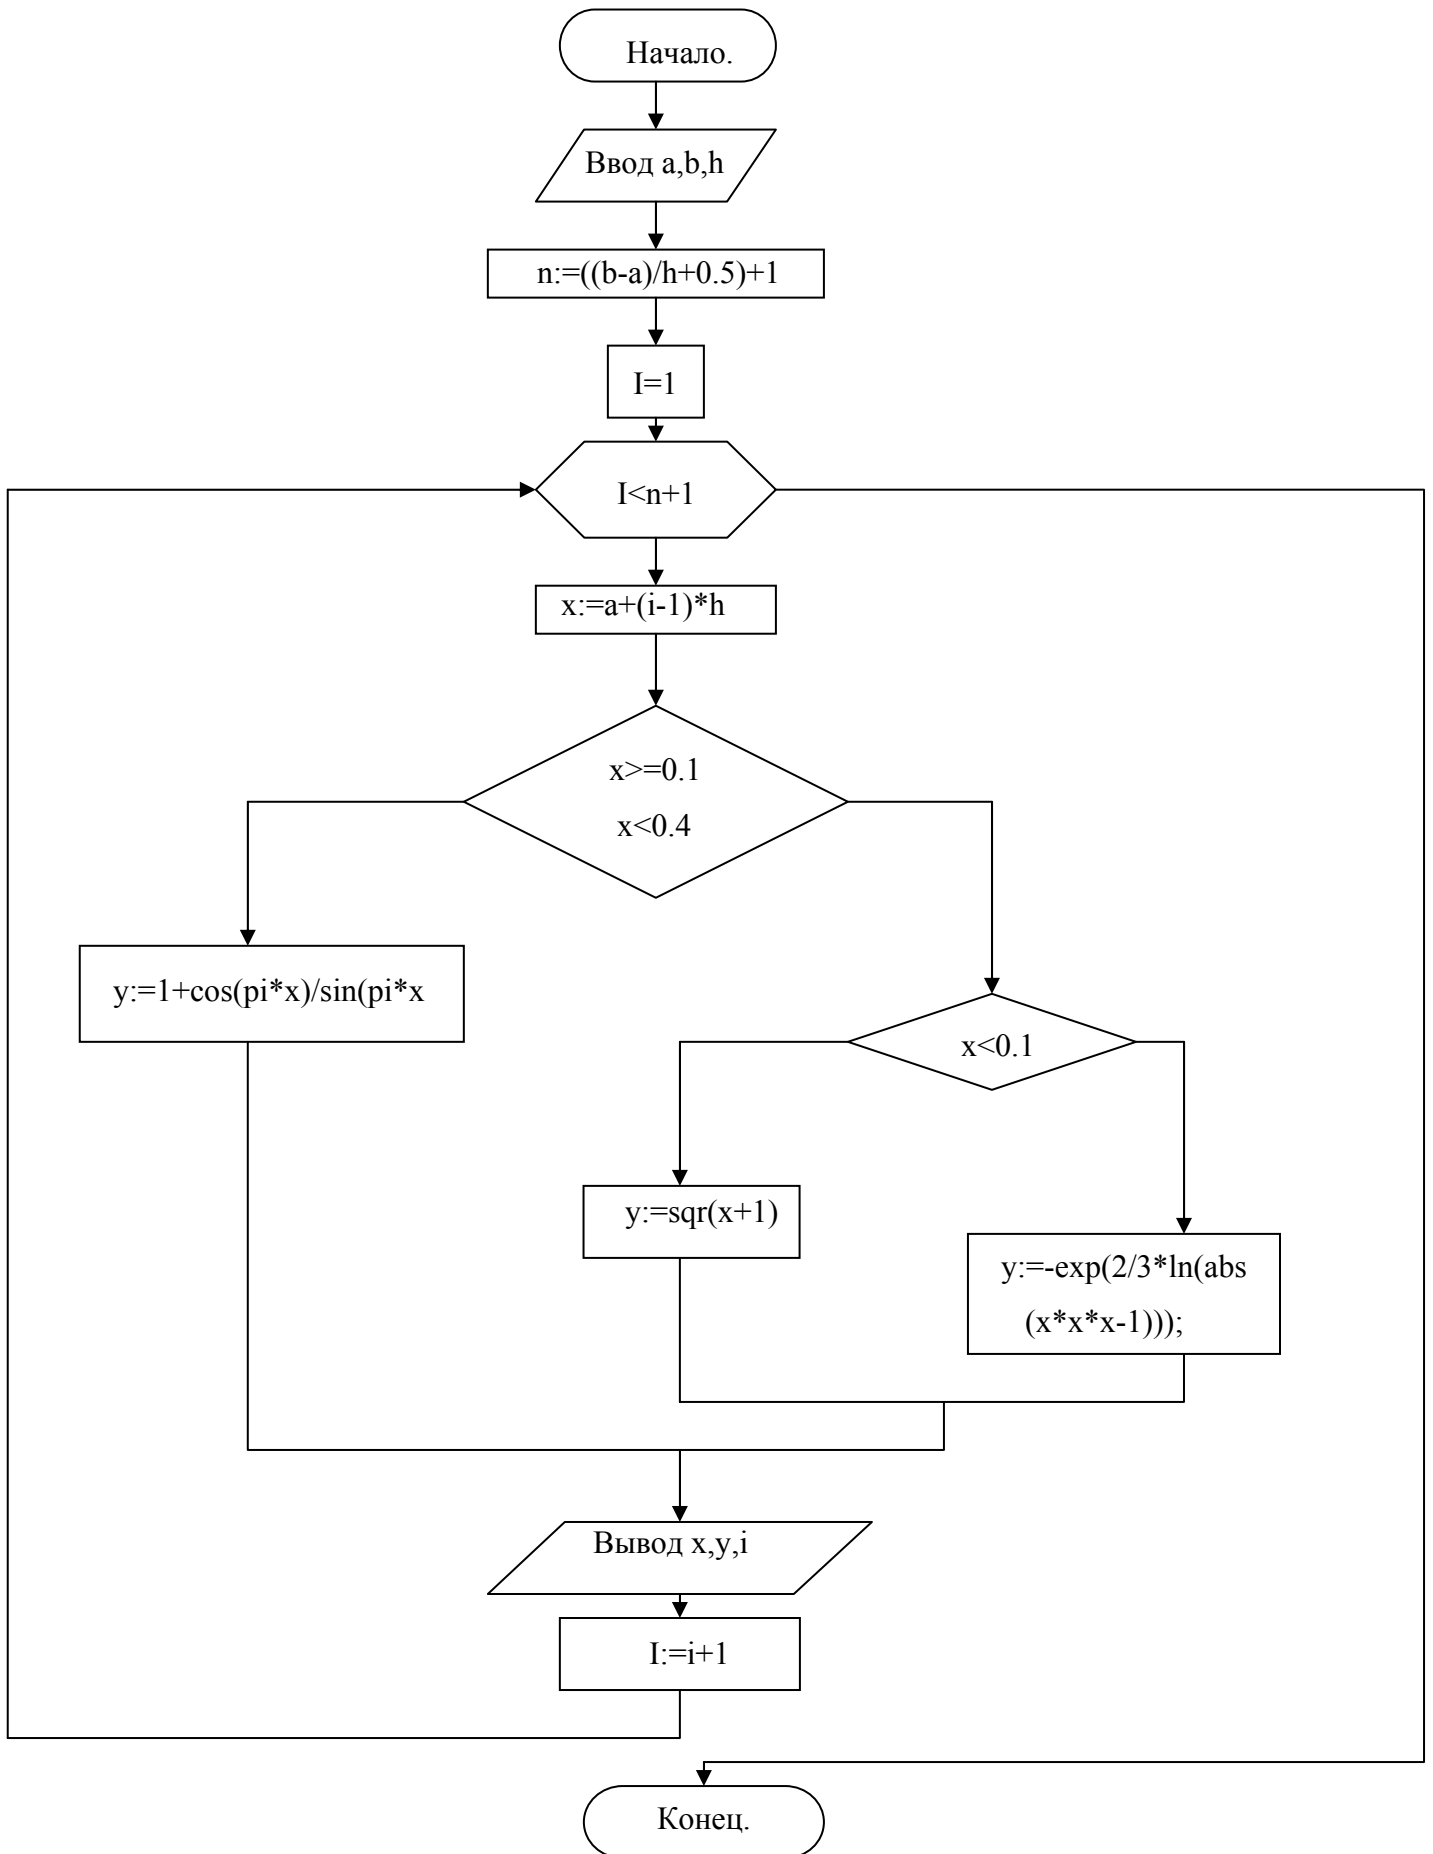 Начало.
Ввод a,b,h
n:=((b-a)/h+0.5)+1
I=1
I<n+1
x:=a+(i-1)*h
x>=0.1
x<0.4
y:=1+cos(pi*x)/sin(pi*x
x<0.1
y:=sqr(x+1)
y:=-exp(2/3*ln(abs
(x*x*x-1)));
Вывод x,y,i
I:=i+1
Конец.